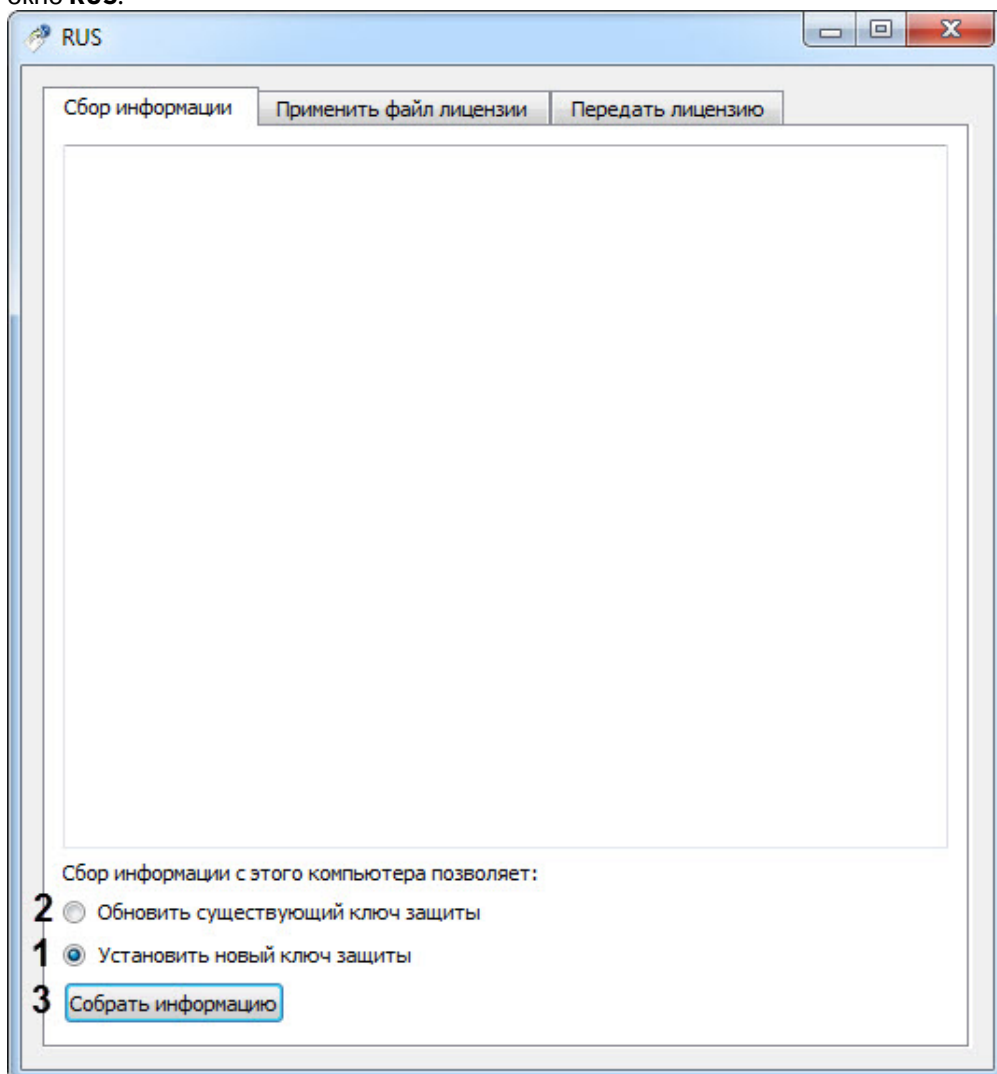 окно RUS.
RUS
Сбор информации Применить файл лицензии Передать лицензию
Сбор информации с этого компьютера позволяет:
2 Обновить существующий ключ защиты
1 Установить новый ключ защиты
3 Собрать информацию